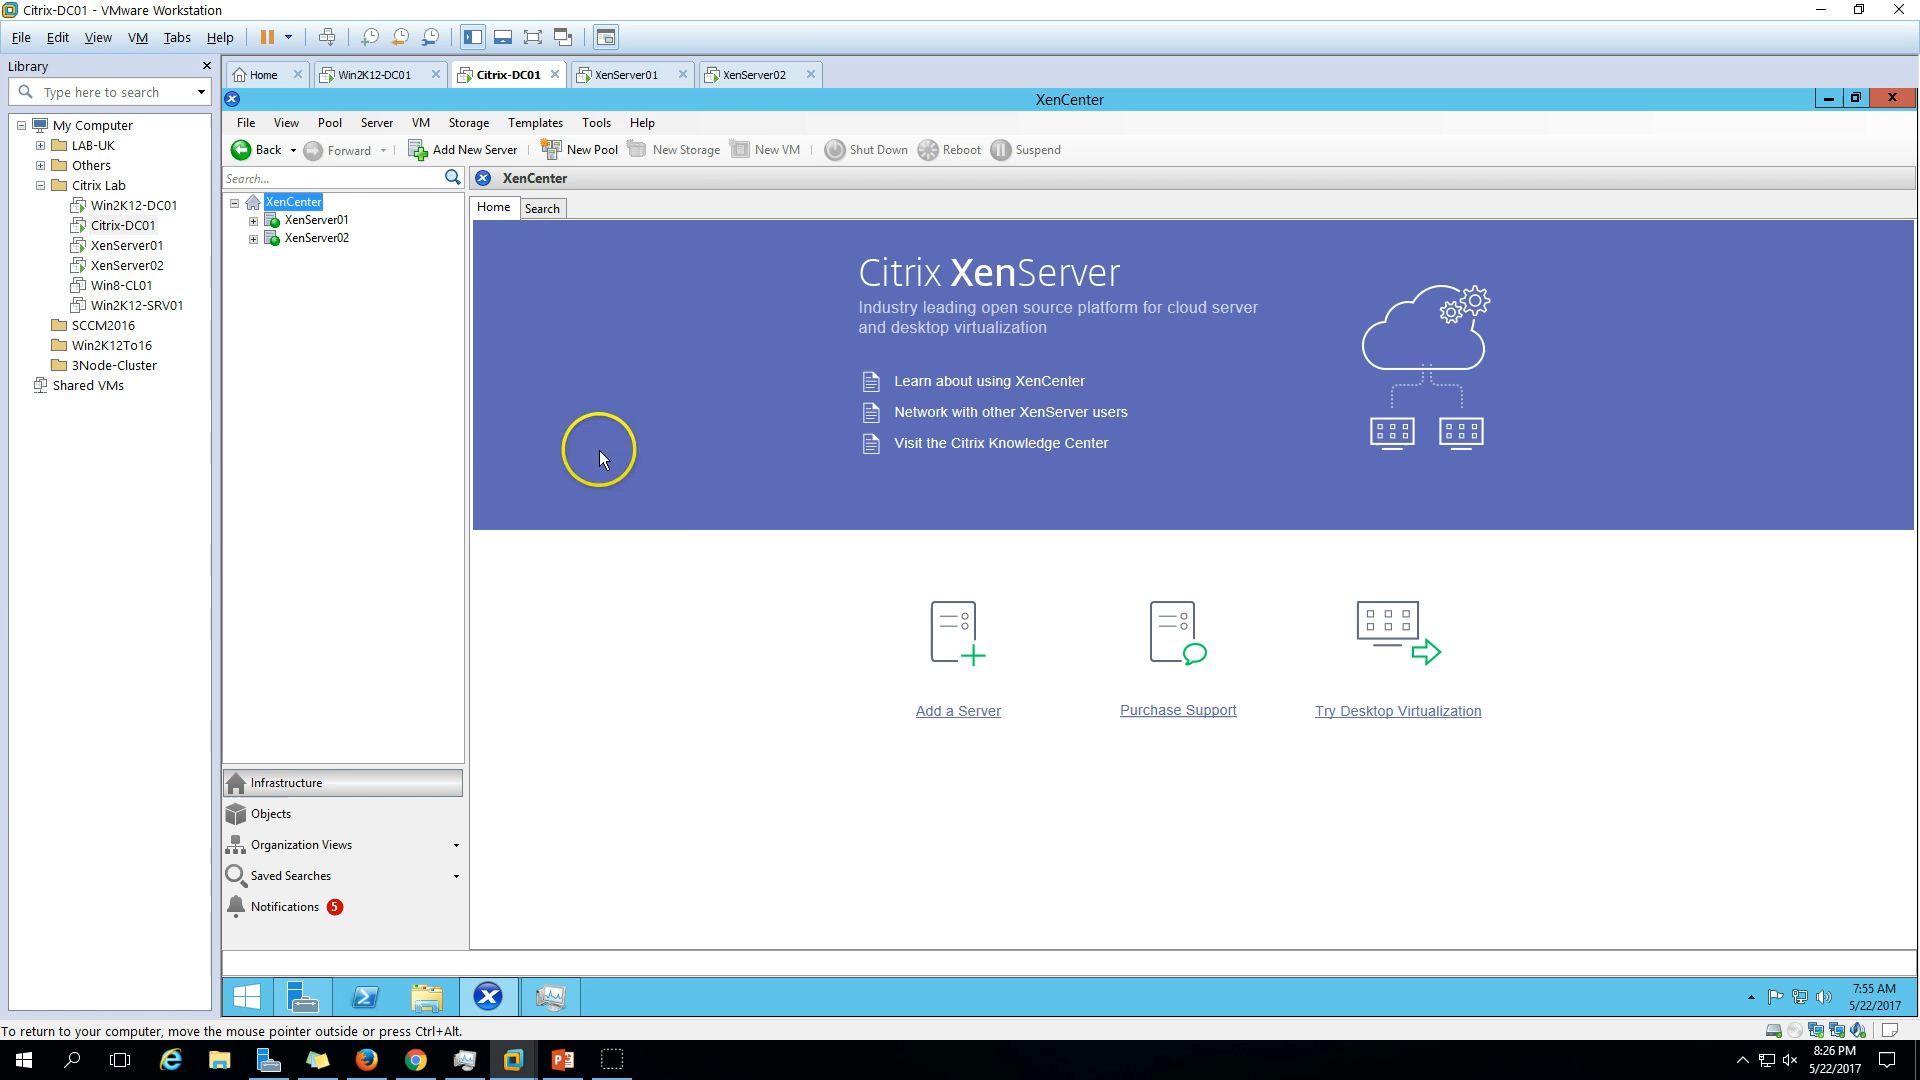 Citrix-DC01 - VMware Workstation
File Edit View VM Tabs Help
Library
Type here to search
My Computer
LAB-UK
Others
Citrix Lab
Win2K12-DC01
Citrix-DC01
XenServer01
XenServer02
Win8-CL01
Win2K12-SRV01
SCCM2016
Win2K12To16
3Node-Cluster
Shared VMs
Home Win2K12-DC01 Citrix-DC01 XenServer01 XenServer02
XenCenter
File View Pool Server VM Storage Templates Tools Help
Back Forward Add New Server New Pool New Storage New VM Shut Down Reboot Suspend
Search...
XenCenter
XenServer01
XenServer02
XenCenter
Home Search
Citrix XenServer
Industry leading open source platform for cloud server
and desktop virtualization
Learn about using XenCenter
Network with other XenServer users
Visit the Citrix Knowledge Center
Add a Server Purchase Support Try Desktop Virtualization
Infrastructure
Objects
Organization Views
Saved Searches
Notifications 5
7:55 AM
5/22/2017
To return to your computer, move the mouse pointer outside or press Ctrl+Alt.
8:26 PM
5/22/2017